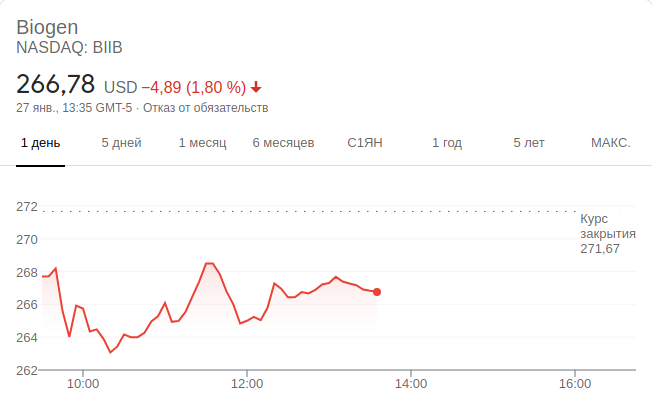 Biogen
NASDAQ: BIIB
266,78 USD −4,89 (1,80 %)
27 янв., 13:35 GMT-5 · Отказ от обязательств
1 день 5 дней 1 месяц 6 месяцев С1ЯН 1 год 5 лет МАКС.
272
Курс
закрытия
271,67
270
268
266
264
262
10:00 12:00 14:00 16:00